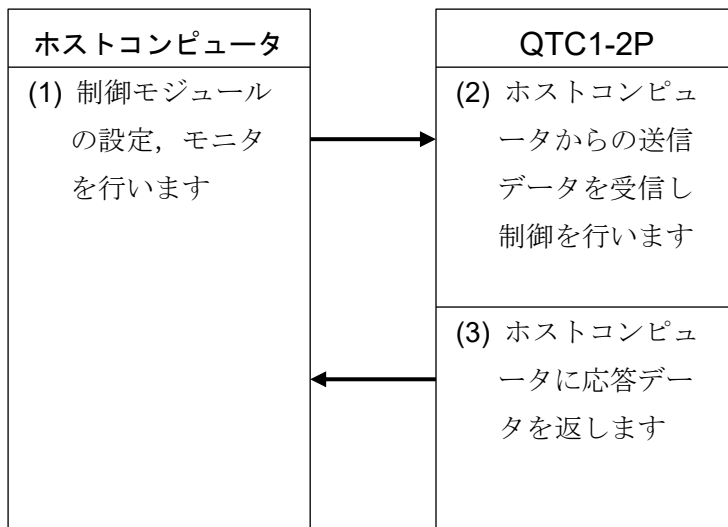 ホストコンピュータ
(1) 制御モジュール
の設定，モニタ
を行います
QTC1-2P
(2) ホストコンピュ
ータからの送信
データを受信し
制御を行います
(3) ホストコンピュ
ータに応答デー
タを返します